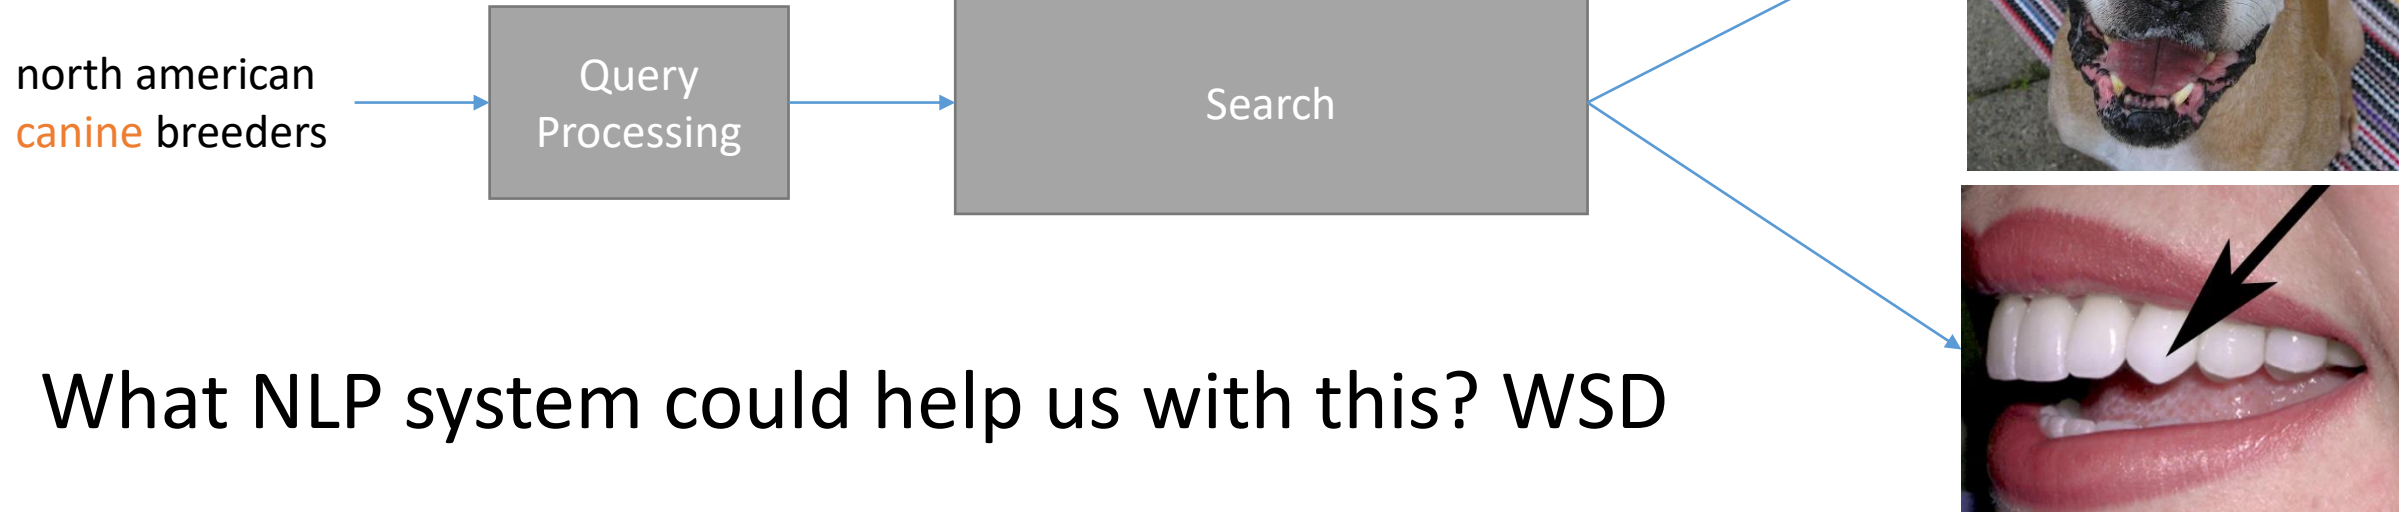 north american
canine breeders
Query
Processing
Search
What NLP system could help us with this? WSD